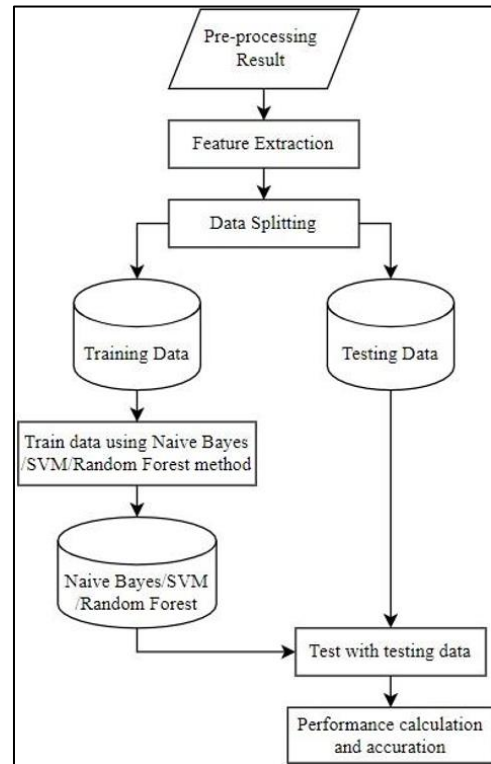 Pre-processing
Result
Feature Extraction
Data Splitting
Training Data
Testing Data
Train data using Naive Bayes
/SVM/Random Forest method
Naive Bayes/SVM
/Random Forest
Test with testing data
Performance calculation
and accuration